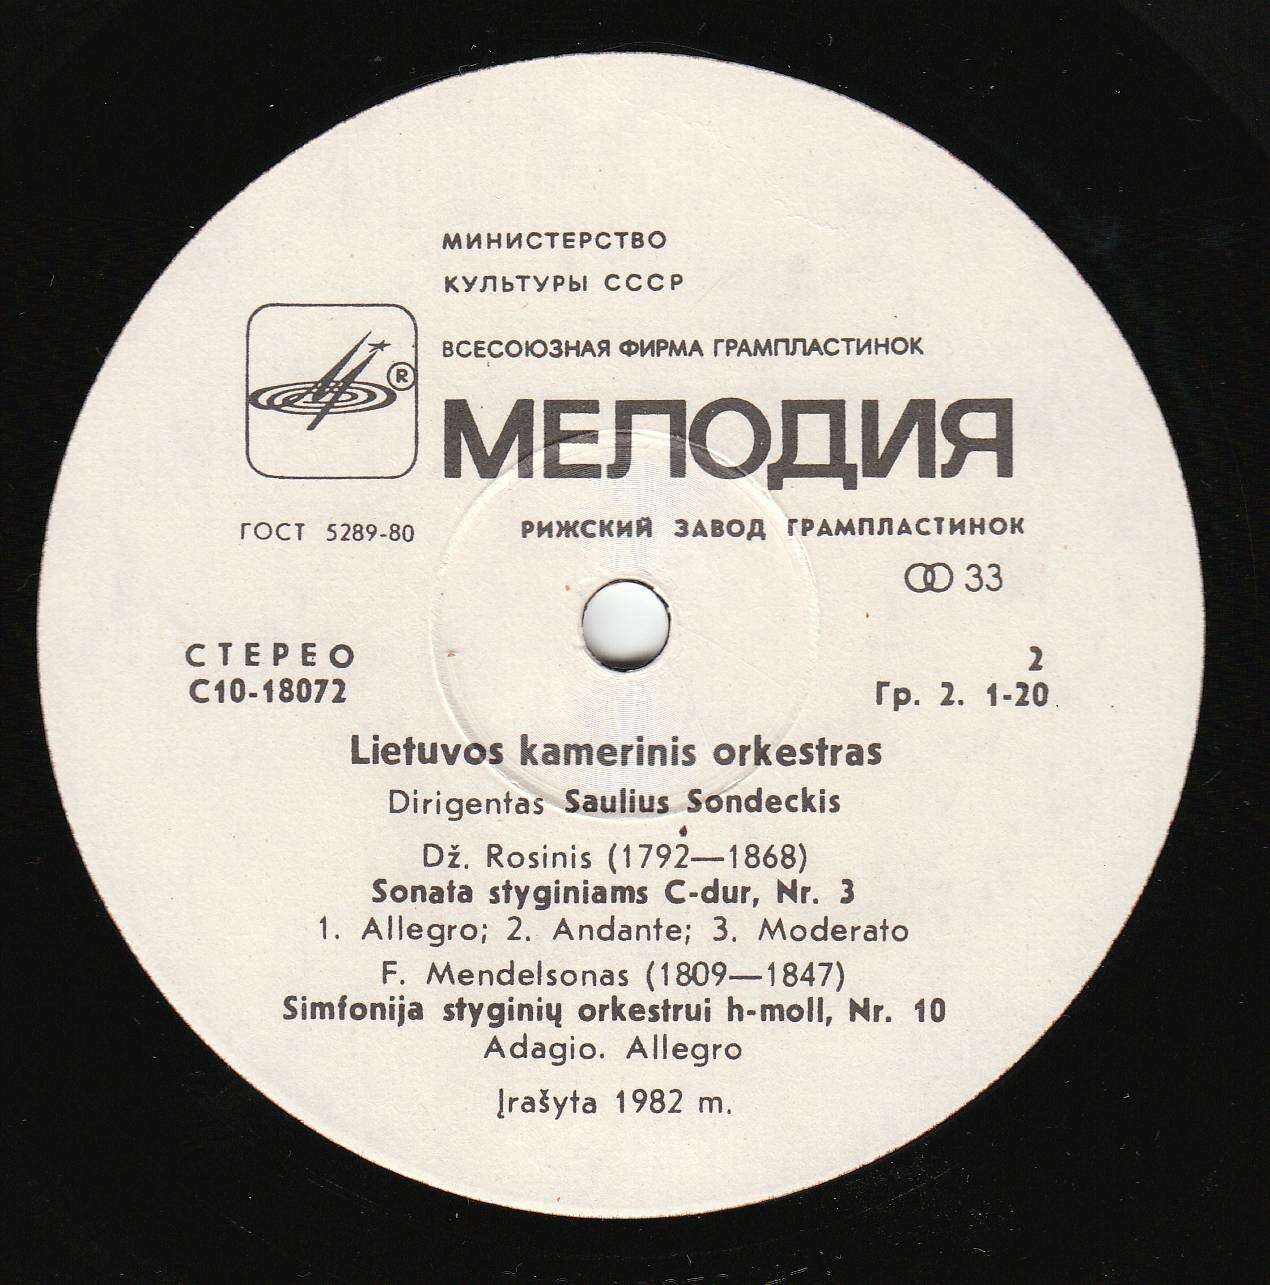 МИНИСТЕРСТВО
КУЛЬТУРЫ СССР
ВСЕСОЮЗНАЯ ФИРМА ГРАМПЛАСТИНОК
®
МЕЛОДИЯ
ГОСТ 5289-80
РИЖСКИЙ ЗАВОД ГРАМПЛАСТИНОК
33
СТЕРЕО
2
С10-18072
Гр. 2. 1-20
Lietuvos kamerinis orkestras
Dirigentas Saulius Sondeckis
Dž. Rosinis (1792—1868)
Sonata styginiams C-dur, Nr. 3
1. Allegro; 2. Andante; 3. Moderato
F. Mendelsonas (1809—1847)
Simfonija styginių orkestrui h-moll, Nr. 10
Adagio. Allegro
Įrašyta 1982 m.